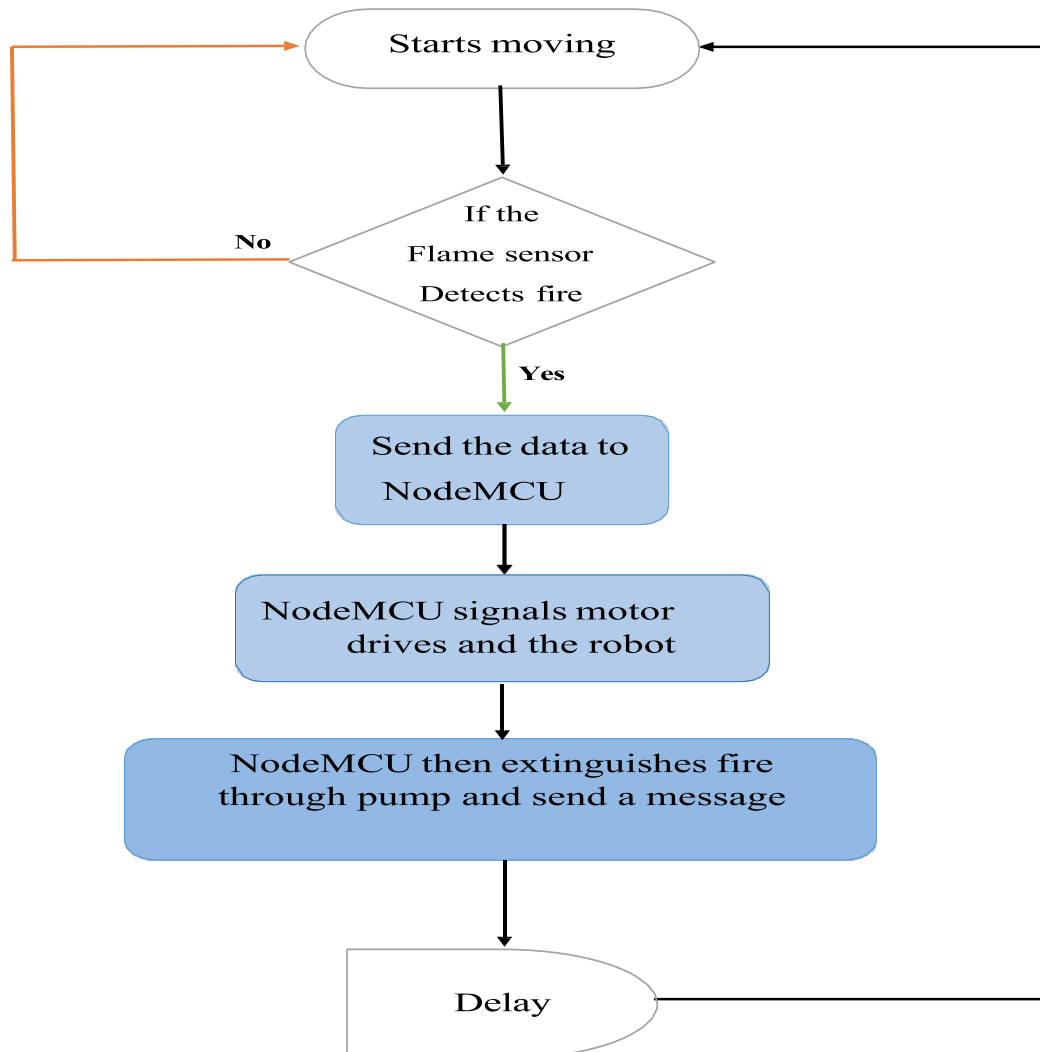 Starts moving
If the
Flame sensor
Detects fire
No
Yes
Send the data to
NodeMCU
NodeMCU signals motor
drives and the robot
NodeMCU then extinguishes fire
through pump and send a message
Delay